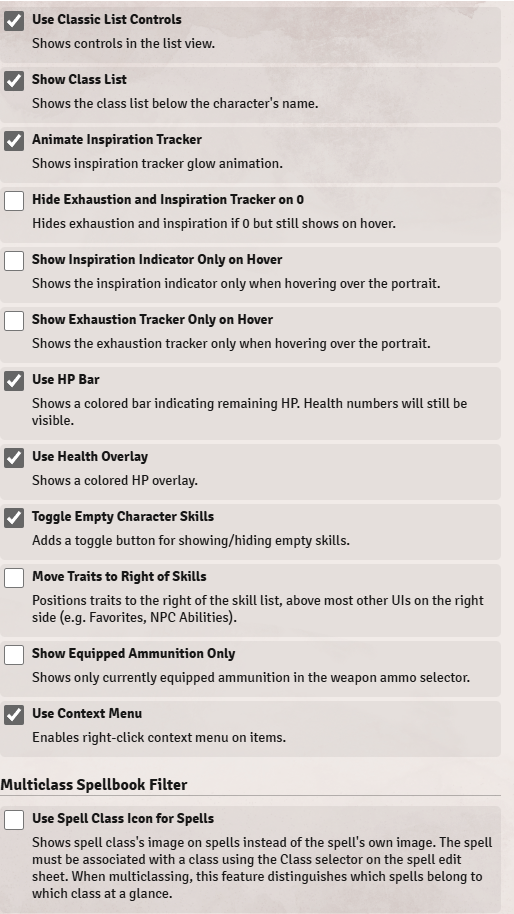 Use Classic List Controls
Shows controls in the list view.
Show Class List
Shows the class list below the character's name.
Animate Inspiration Tracker
Shows inspiration tracker glow animation.
Hide Exhaustion and Inspiration Tracker on 0
Hides exhaustion and inspiration if 0 but still shows on hover.
Show Inspiration Indicator Only on Hover
Shows the inspiration indicator only when hovering over the portrait.
Show Exhaustion Tracker Only on Hover
Shows the exhaustion tracker only when hovering over the portrait.
Use HP Bar
Shows a colored bar indicating remaining HP. Health numbers will still be
visible.
Use Health Overlay
Shows a colored HP overlay.
Toggle Empty Character Skills
Adds a toggle button for showing/hiding empty skills.
Move Traits to Right of Skills
Positions traits to the right of the skill list, above most other UIs on the right
side (e.g. Favorites, NPC Abilities).
Show Equipped Ammunition Only
Shows only currently equipped ammunition in the weapon ammo selector.
Use Context Menu
Enables right-click context menu on items.
Multiclass Spellbook Filter
Use Spell Class Icon for Spells
Shows spell class's image on spells instead of the spell's own image. The spell
must be associated with a class using the Class selector on the spell edit
sheet. When multiclassing, this feature distinguishes which spells belong to
which class at a glance.